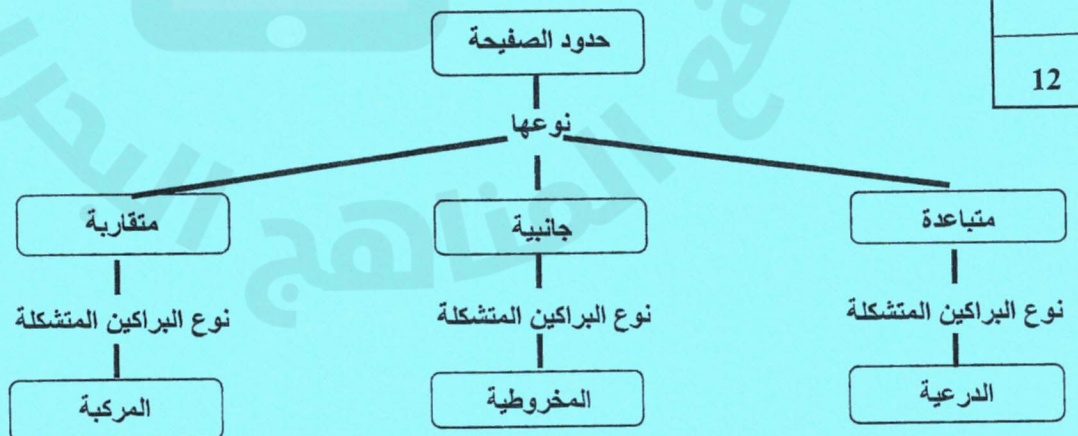 حدود الصفيحة
12
نوعها
متباعدة
جانبية
متقاربة
نوع البراكين المتشكلة
نوع البراكين المتشكلة
نوع البراكين المتشكلة
الدرعية
المخروطية
المركبة